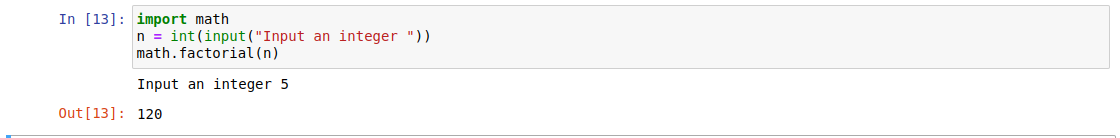 In [13]: import math
n = int(input("Input an integer "))
math.factorial(n)
Input an integer 5
Out[13]: 120